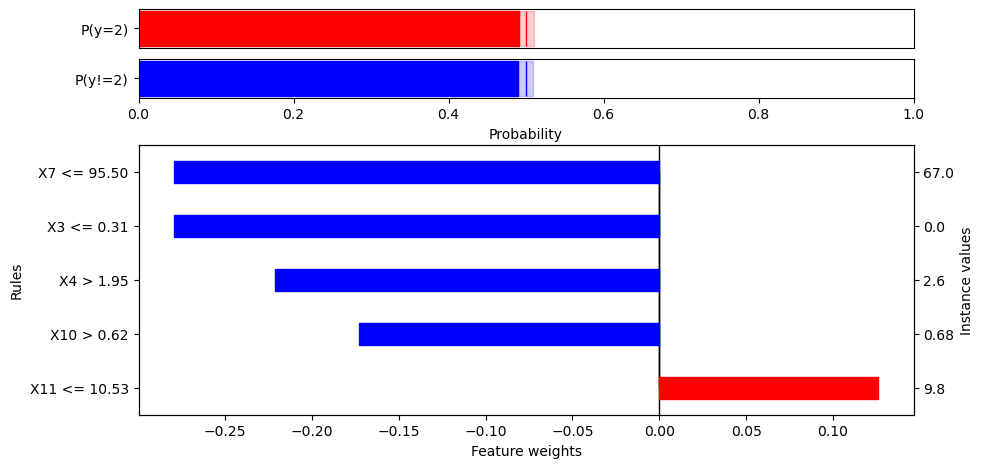 P(y=2)
P(y!=2)
0.0 0.2 0.4 0.6 0.8 1.0
Probability
X7 <= 95.50 67.0
X3 <= 0.31 0.0
X4 > 1.95 2.6
X10 > 0.62 0.68
X11 <= 10.53 9.8
Rules
Instance values
−0.25 −0.20 −0.15 −0.10 −0.05 0.00 0.05 0.10
Feature weights